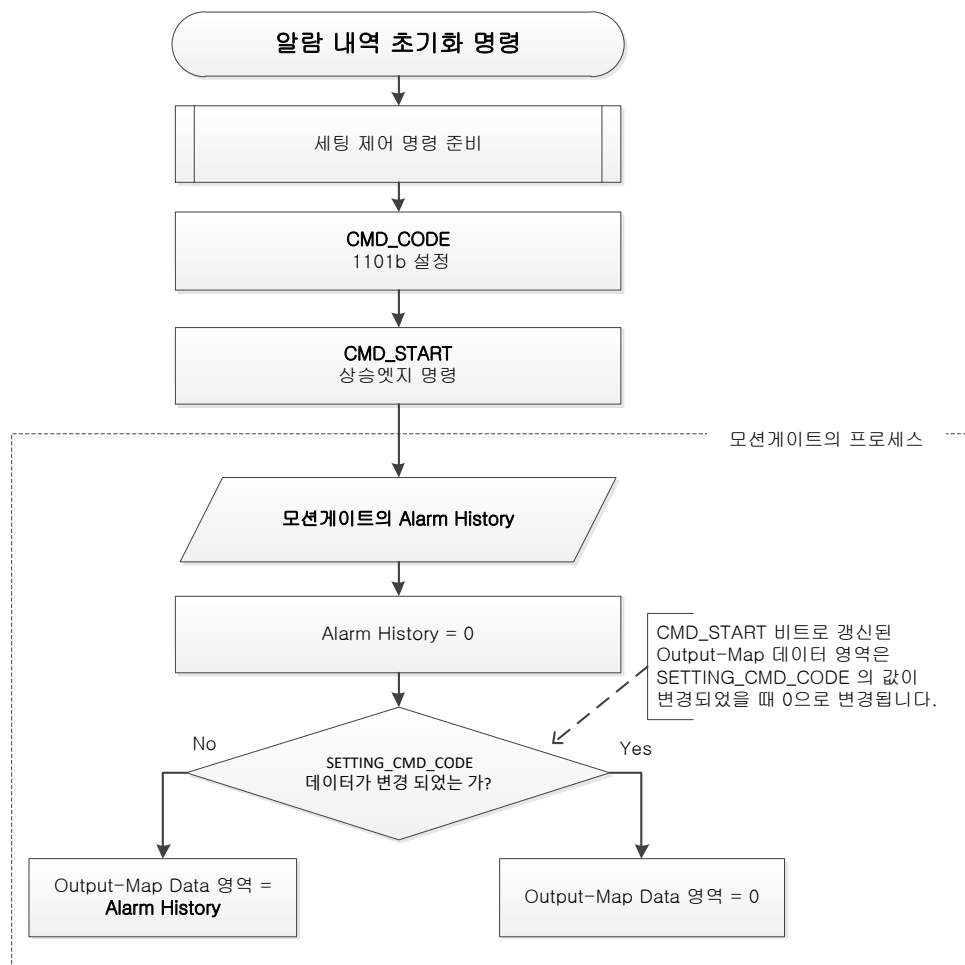 알람 내역 초기화 명령
세팅 제어 명령 준비
CMD_CODE
1101b 설정
CMD_START
상승엣지 명령
모션게이트의 프로세스
모션게이트의 Alarm History
Alarm History = 0
CMD_START 비트로 갱신된
Output-Map 데이터 영역은
SETTING_CMD_CODE 의 값이
변경되었을 때 0으로 변경됩니다.
No
Yes
SETTING_CMD_CODE
데이터가 변경 되었는 가?
Output-Map Data 영역 =
Alarm History
Output-Map Data 영역 = 0